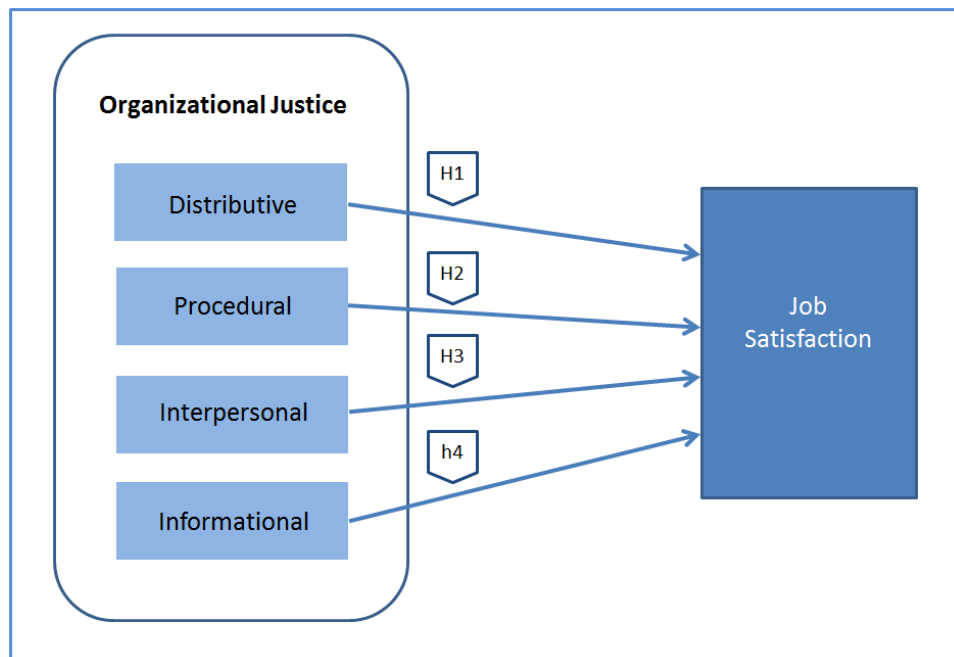 Organizational Justice
Distributive
Procedural
Interpersonal
Informational
H1
H2
H3
h4
Job
Satisfaction